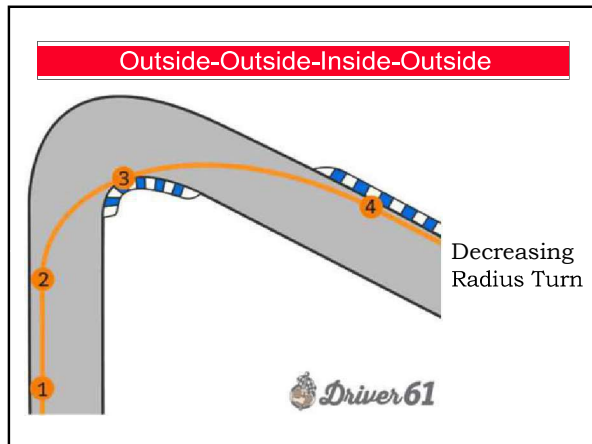 Outside-Outside-Inside-Outside
3
4
Decreasing
Radius Turn
2
1
Driver61